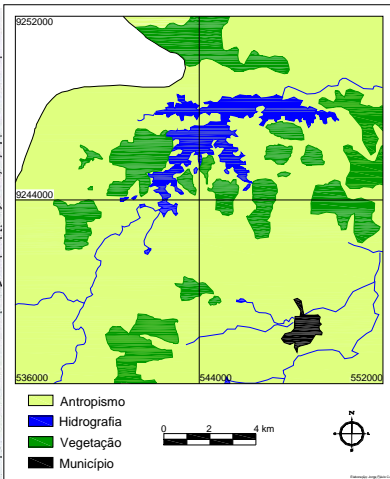 9252000
9244000
536000 544000 552000
Antropismo
Hidrografia
Vegetação
Município
0 2 4 km
N